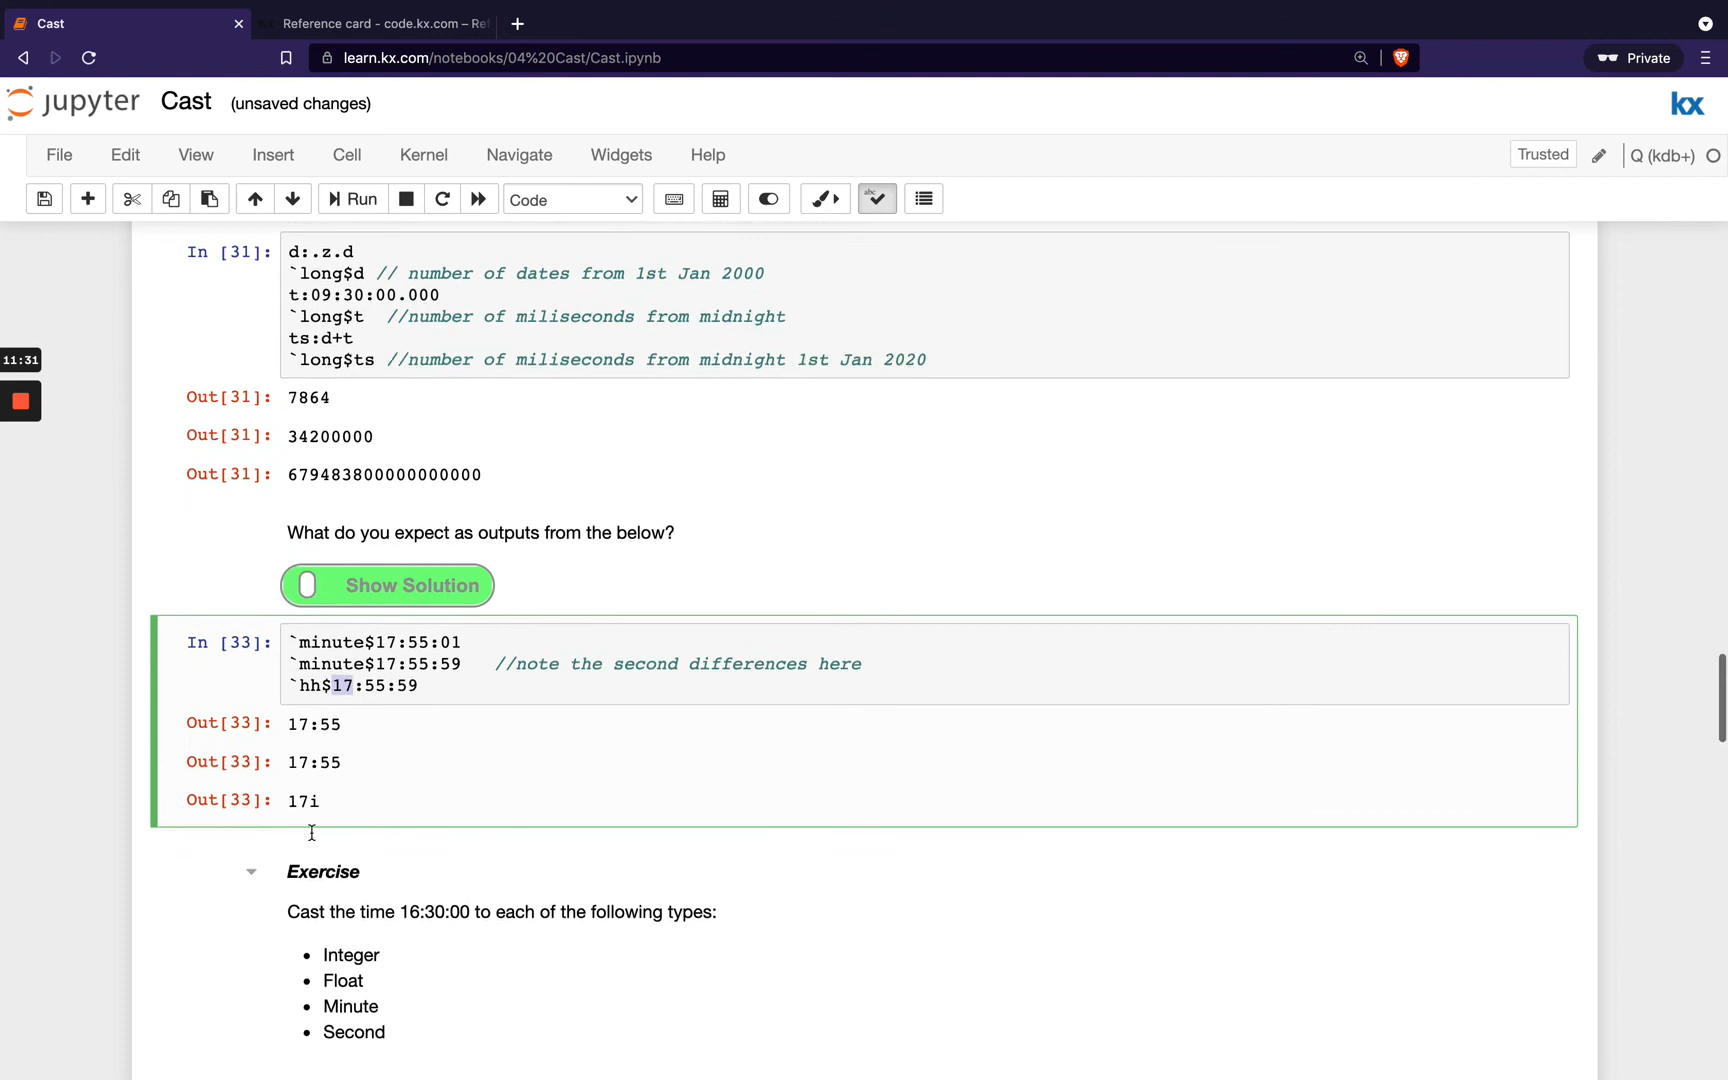 Cast
Reference card - code.kx.com – Ref
learn.kx.com/notebooks/04%20Cast/Cast.ipynb
Private
jupyter Cast (unsaved changes)
kx
File Edit View Insert Cell Kernel Navigate Widgets Help
Trusted
Q (kdb+)
Run
Code
abc
In [31]: d:.z.d
`long$d // number of dates from 1st Jan 2000
t:09:30:00.000
`long$t //number of miliseconds from midnight
ts:d+t
`long$ts //number of miliseconds from midnight 1st Jan 2020
11:31
Out[31]: 7864
Out[31]: 34200000
Out[31]: 679483800000000000
What do you expect as outputs from the below?
Show Solution
In [33]: `minute$17:55:01
`minute$17:55:59 //note the second differences here
`hh$17:55:59
Out[33]: 17:55
Out[33]: 17:55
Out[33]: 17i
Exercise
Cast the time 16:30:00 to each of the following types:
• Integer
• Float
• Minute
• Second